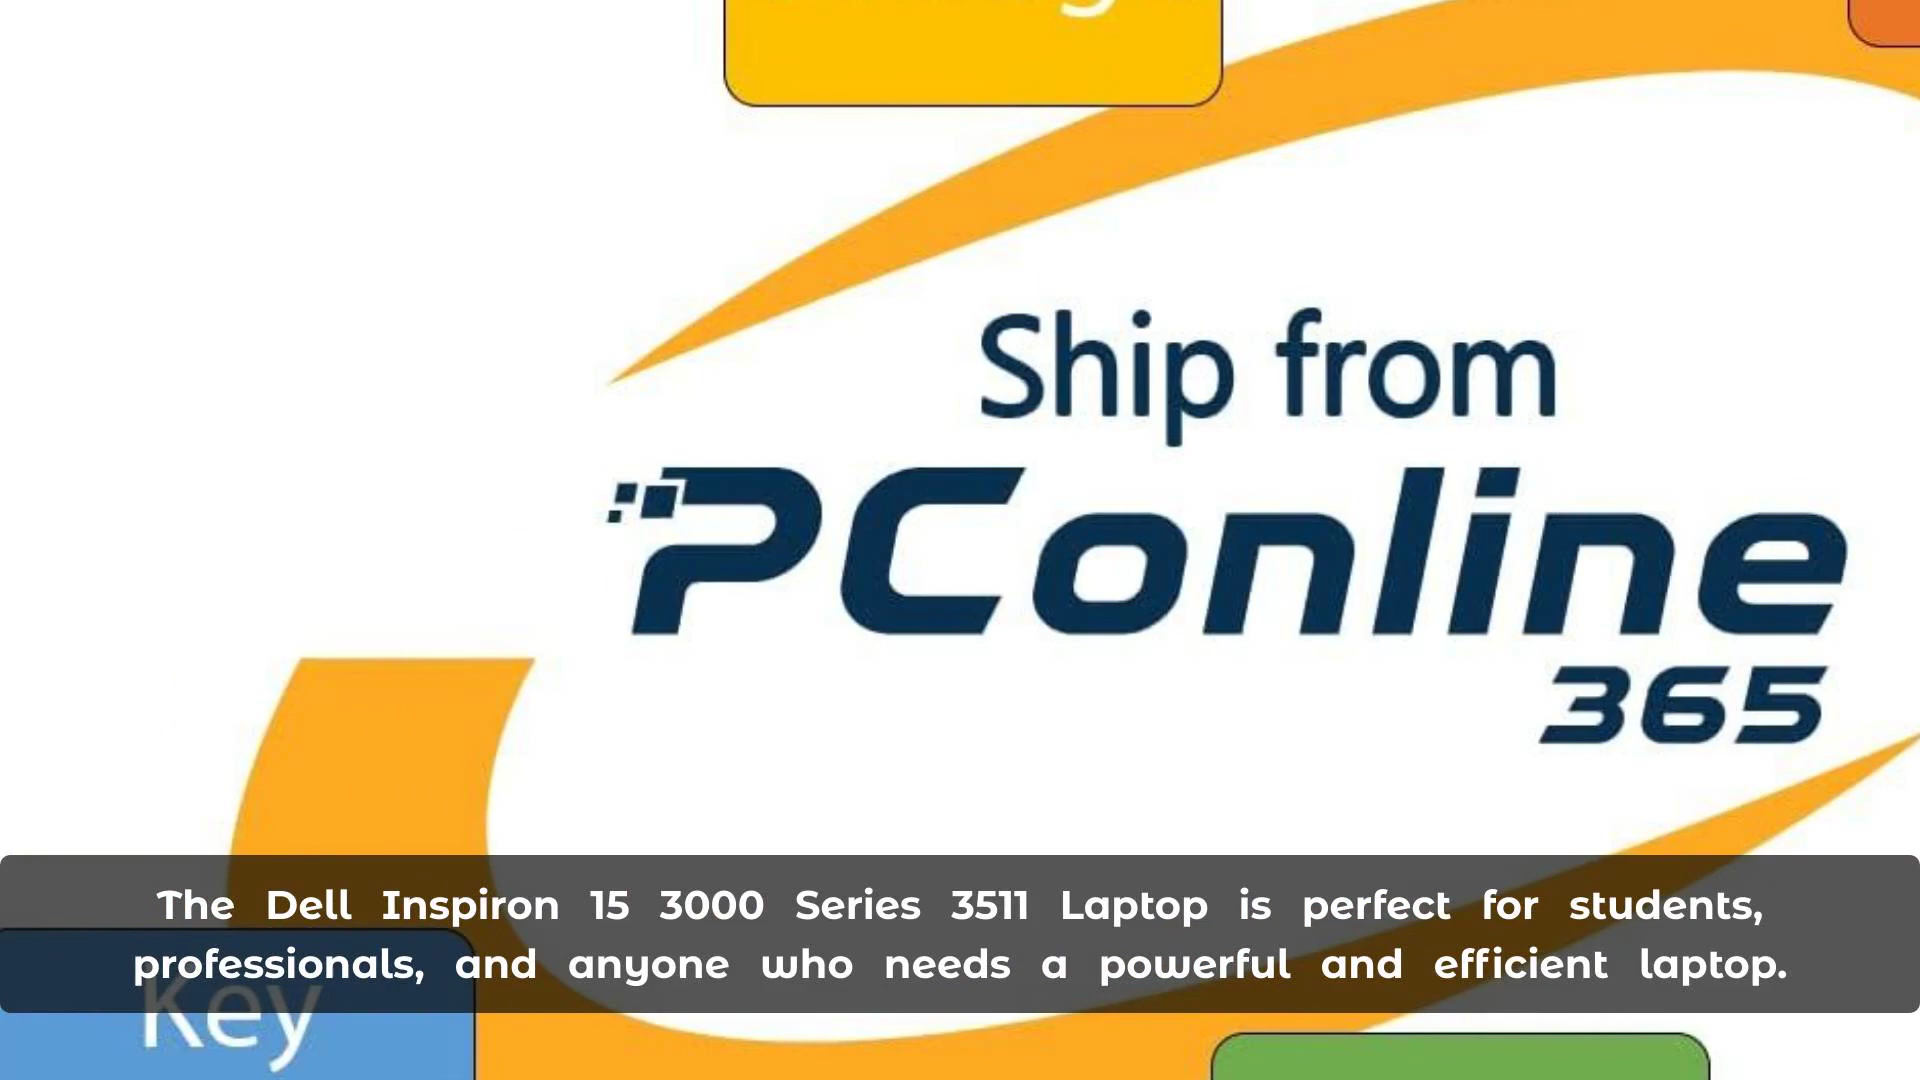 Ship from
PConline
365
The Dell Inspiron 15 3000 Series 3511 Laptop is perfect for students,
professionals, and anyone who needs a powerful and efficient laptop.
Key